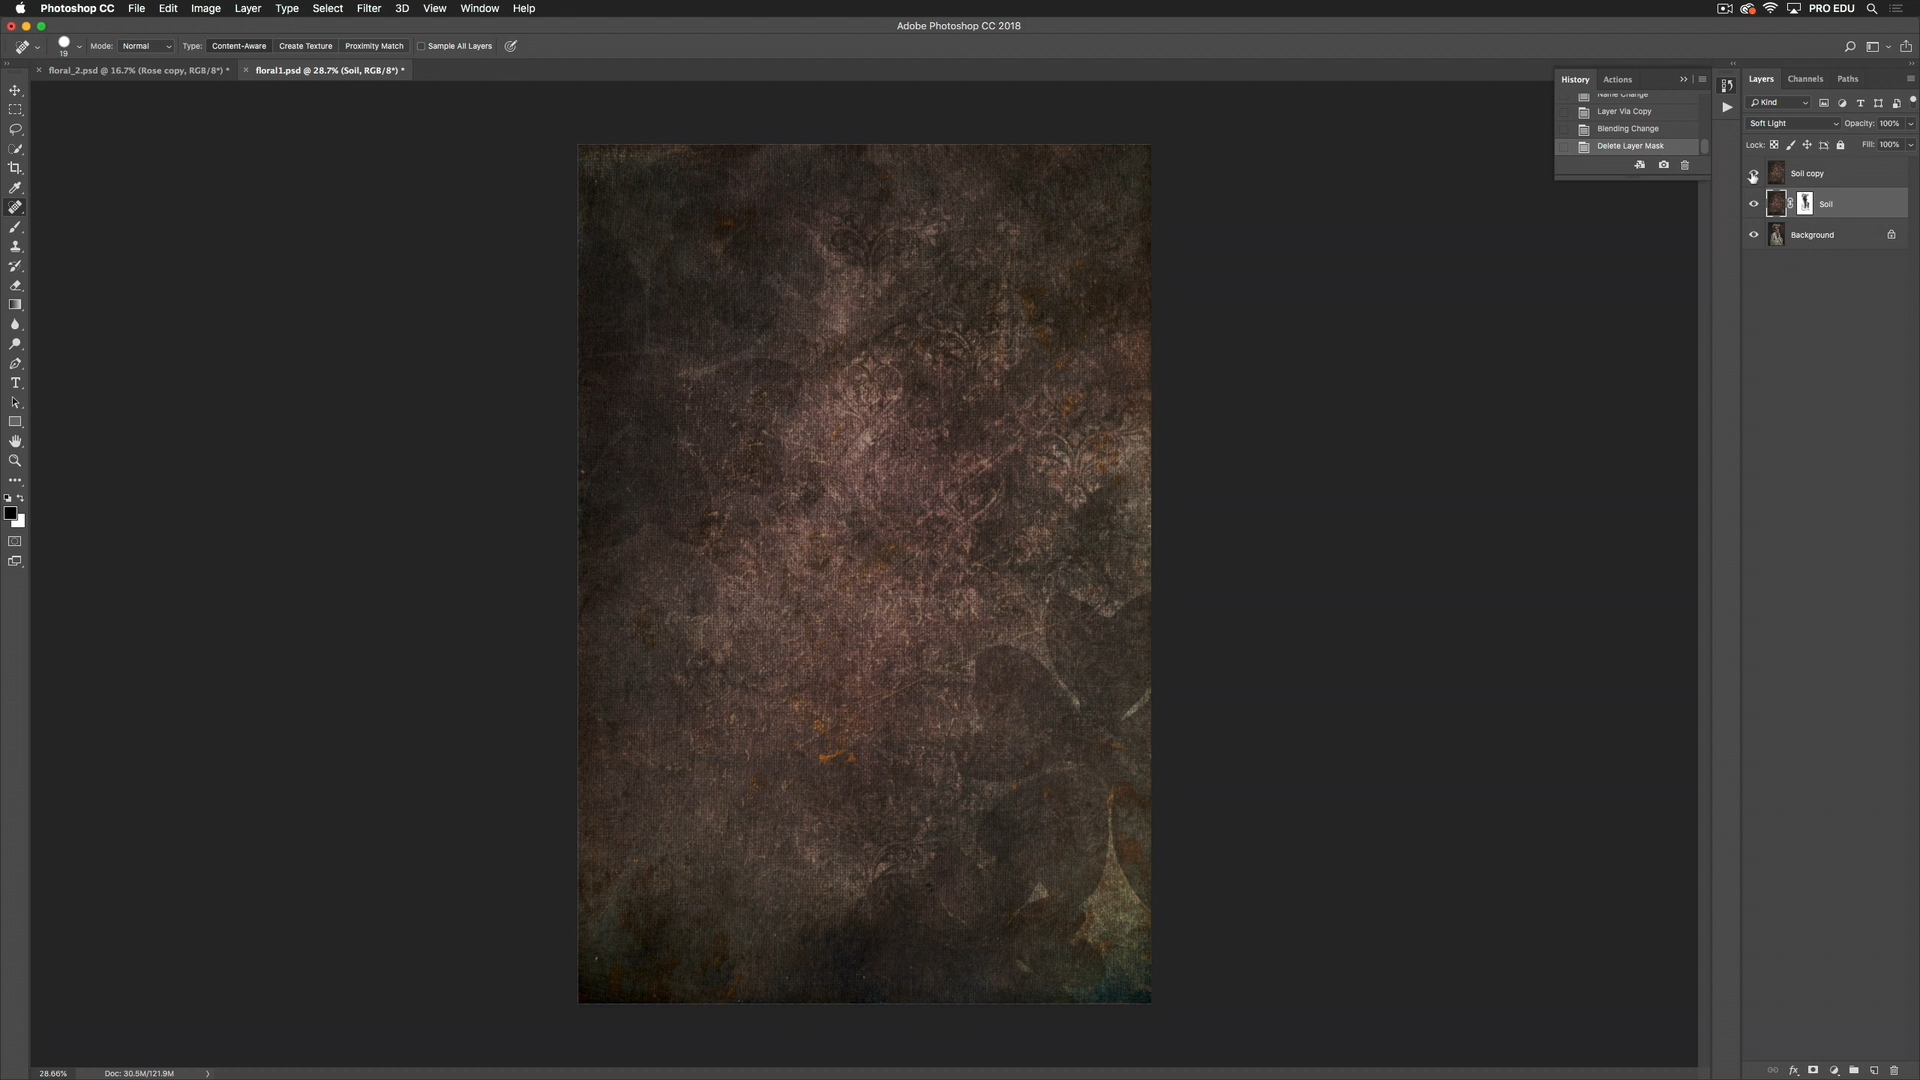 Photoshop CC File Edit Image Layer Type Select Filter 3D View Window Help PRO EDU
Adobe Photoshop CC 2018
19 Mode: Normal Type: Content-Aware Create Texture Proximity Match Sample All Layers
floral_2.psd @ 16.7% (Rose copy, RGB/8*) * floral1.psd @ 28.7% (Soil, RGB/8*) *
History Actions
Name Change
Layer Via Copy
Blending Change
Delete Layer Mask
Layers Channels Paths
Kind
Soft Light Opacity: 100%
Lock: Fill: 100%
Soil copy
Soil
Background
28.66% Doc: 30.5M/121.9M